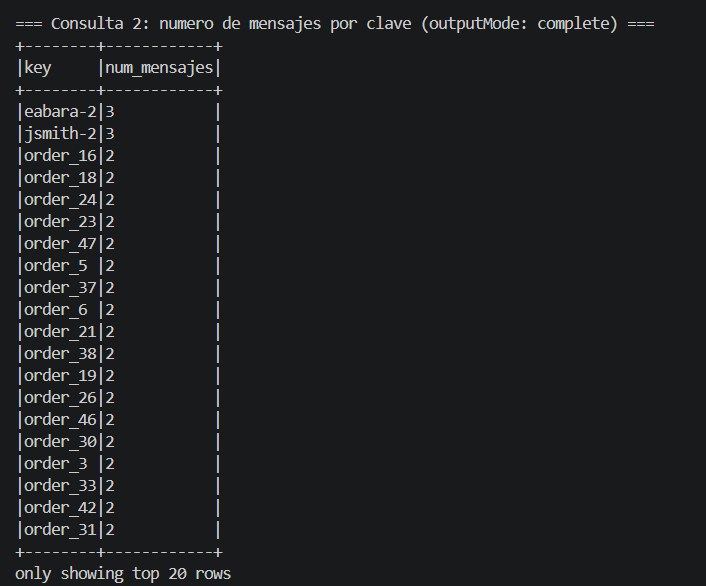 === Consulta 2: numero de mensajes por clave (outputMode: complete) ===
+--------+------------+
|key     |num_mensajes|
+--------+------------+
|eabara-2|3           |
|jsmith-2|3           |
|order_16|2           |
|order_18|2           |
|order_24|2           |
|order_23|2           |
|order_47|2           |
|order_5 |2           |
|order_37|2           |
|order_6 |2           |
|order_21|2           |
|order_38|2           |
|order_19|2           |
|order_26|2           |
|order_46|2           |
|order_30|2           |
|order_3 |2           |
|order_33|2           |
|order_42|2           |
|order_31|2           |
+--------+------------+
only showing top 20 rows